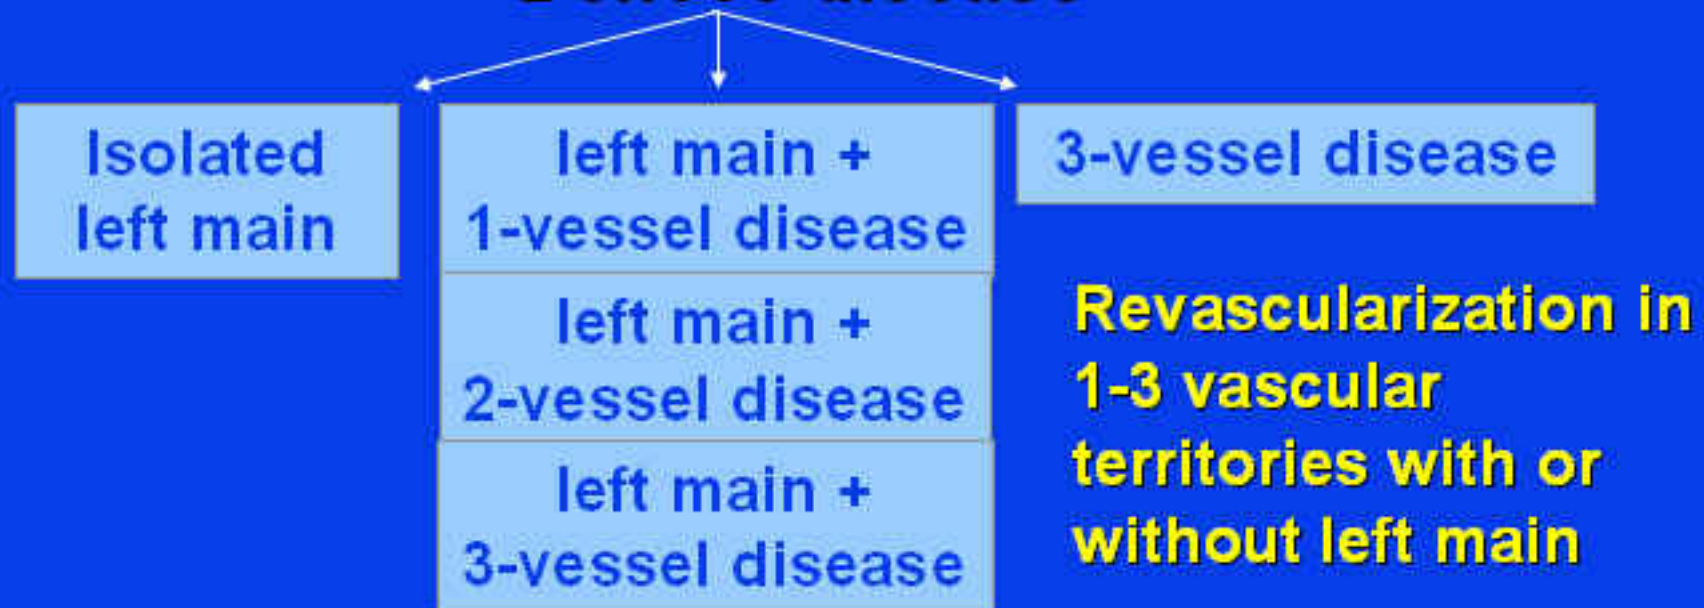 Isolated
left main
left main +
1-vessel disease
left main +
2-vessel disease
left main +
3-vessel disease
3-vessel disease
Revascularization in
1-3 vascular
territories with or
without left main